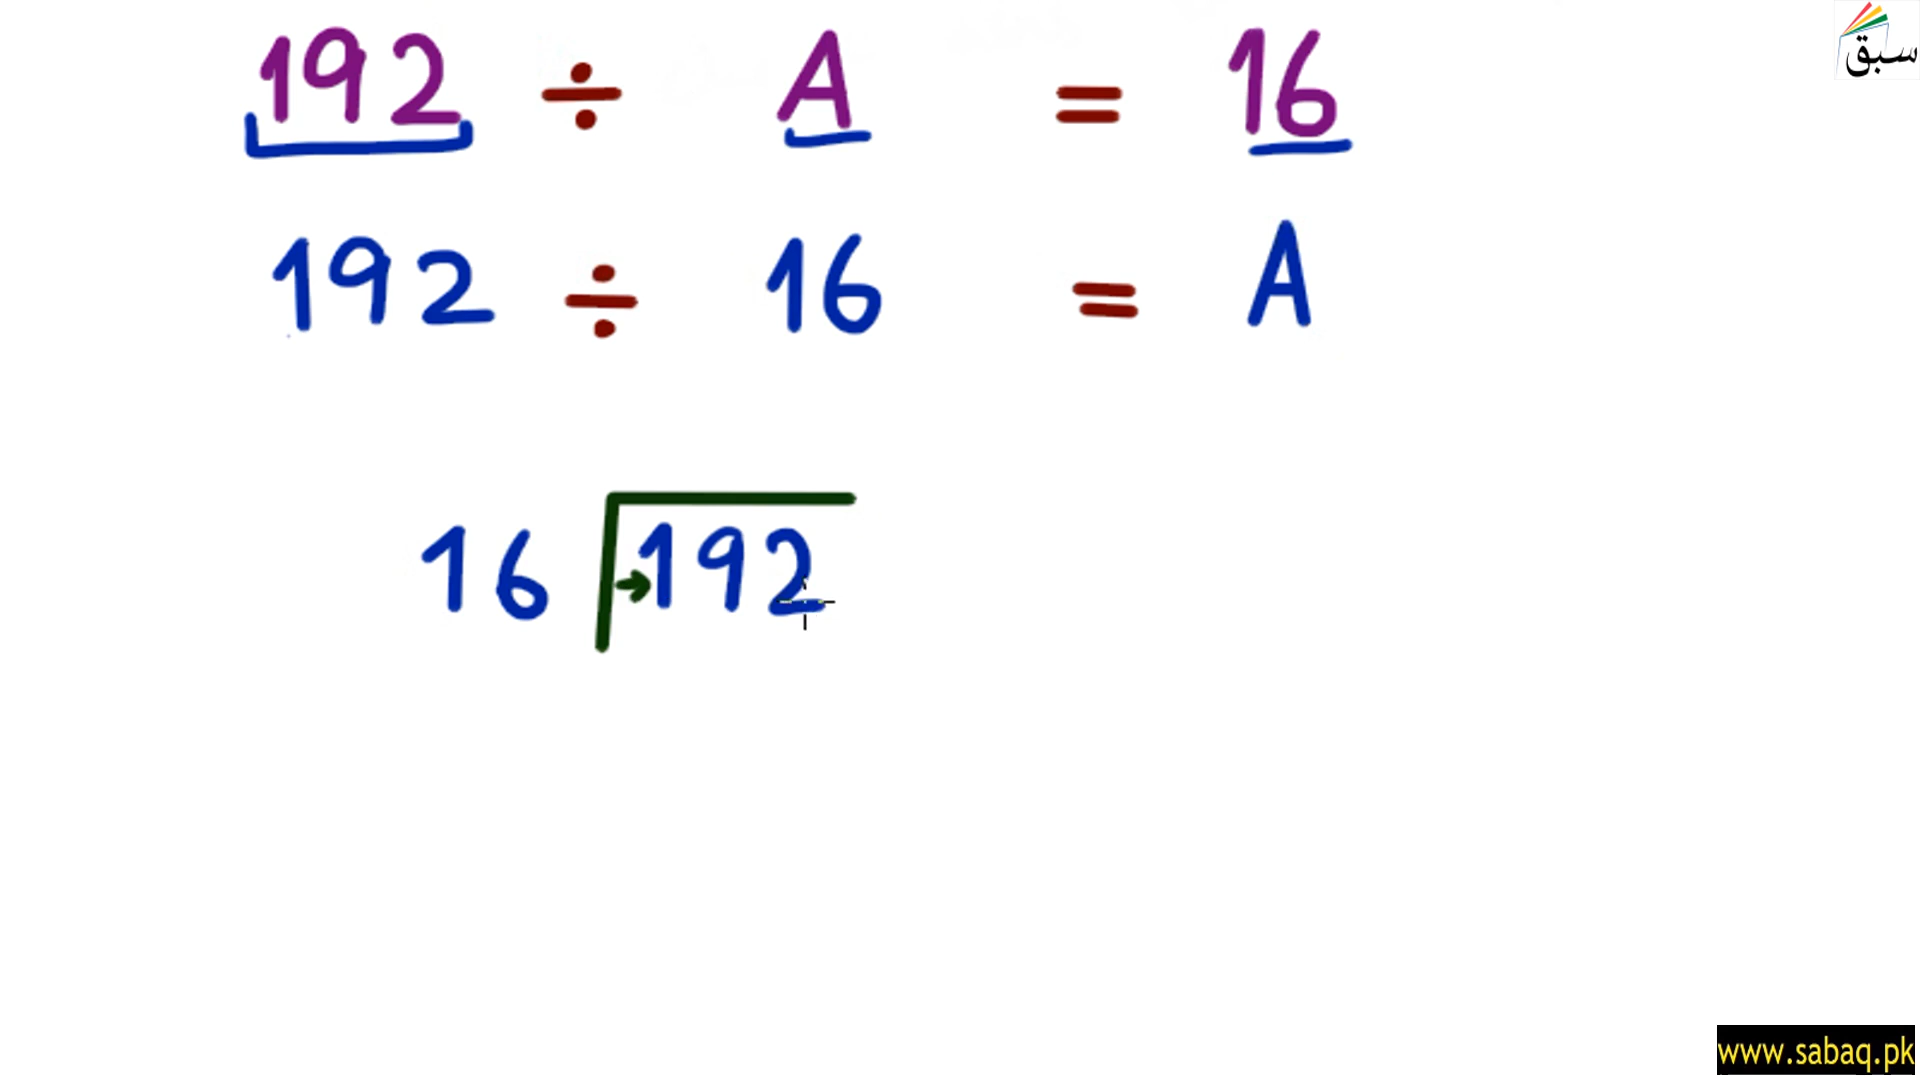 192 ÷ A = 16
سبق
192 ÷ 16 = A
16 192
www.sabaq.pk